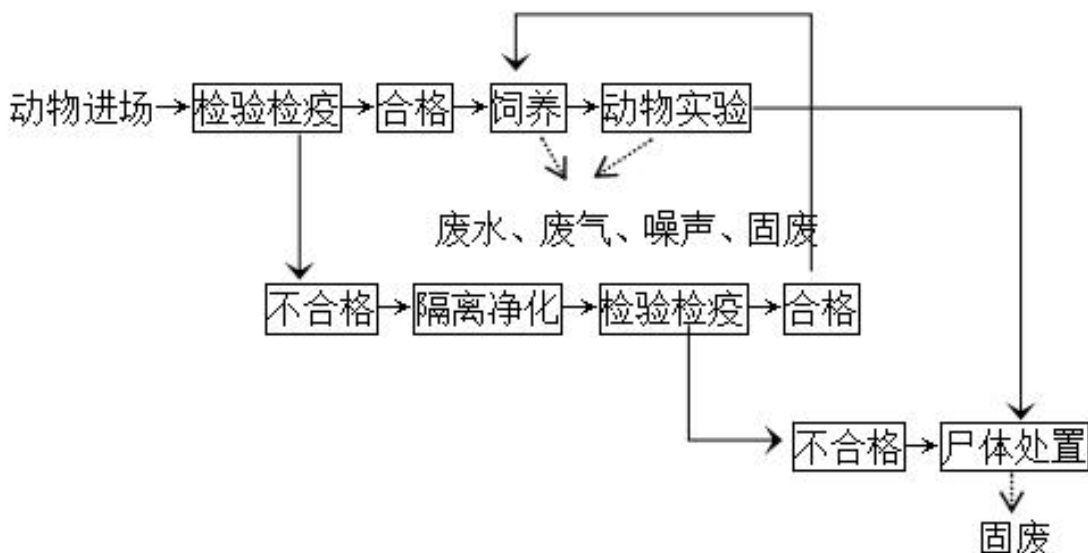 动物进场 检验检疫 合格 饲养 动物实验
废水、废气、噪声、固废
不合格 隔离净化 检验检疫 合格
不合格 尸体处置
固废